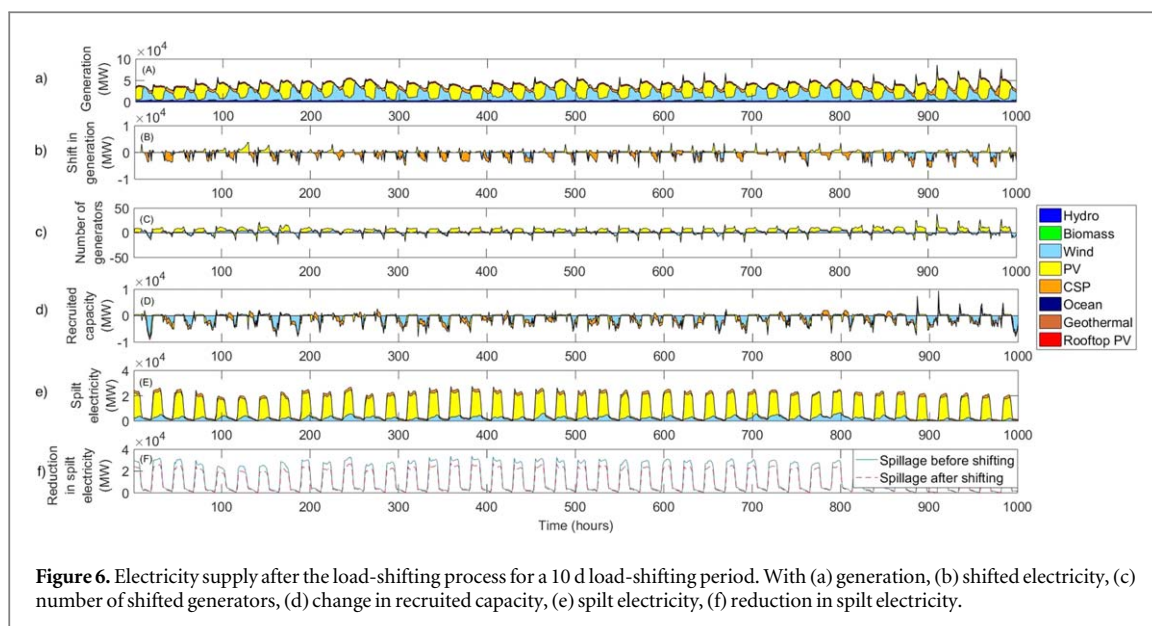 ×10⁴
10
a)
Generation
(MW)
(A)
5
0
100 200 300 400 500 600 700 800 900 1000
×10⁴
1
b)
Shift in
generation
(MW)
(B)
0
-1
100 200 300 400 500 600 700 800 900 1000
50
c)
Number of
generators
(C)
0
-50
100 200 300 400 500 600 700 800 900 1000
×10⁴
1
d)
Recruited
capacity
(MW)
(D)
0
-1
100 200 300 400 500 600 700 800 900 1000
×10⁴
4
e)
Spilt
electricity
(MW)
(E)
2
0
100 200 300 400 500 600 700 800 900 1000
×10⁴
4
f)
Reduction
in spilt
electricity
(MW)
(F)
2
0
100 200 300 400 500 600 700 800 900 1000
Time (hours)
Spillage before shifting
Spillage after shifting
Hydro
Biomass
Wind
PV
CSP
Ocean
Geothermal
Rooftop PV
Figure 6. Electricity supply after the load-shifting process for a 10 d load-shifting period. With (a) generation, (b) shifted electricity, (c)
number of shifted generators, (d) change in recruited capacity, (e) spilt electricity, (f) reduction in spilt electricity.